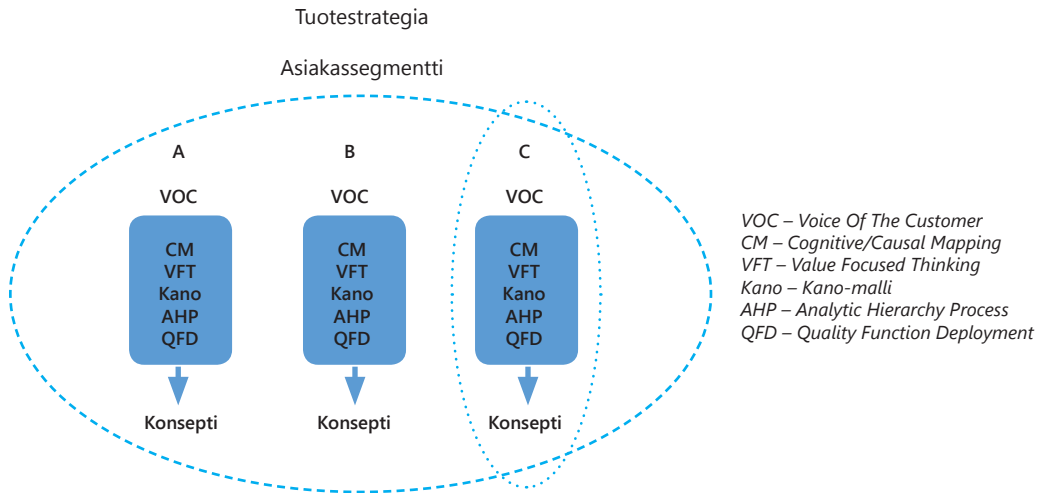 Tuotestrategia
Asiakassegmentti
A
VOC
CM
VFT
Kano
AHP
QFD
Konsepti
B
VOC
CM
VFT
Kano
AHP
QFD
Konsepti
C
VOC
CM
VFT
Kano
AHP
QFD
Konsepti
VOC – Voice Of The Customer
CM – Cognitive/Causal Mapping
VFT – Value Focused Thinking
Kano – Kano-malli
AHP – Analytic Hierarchy Process
QFD – Quality Function Deployment